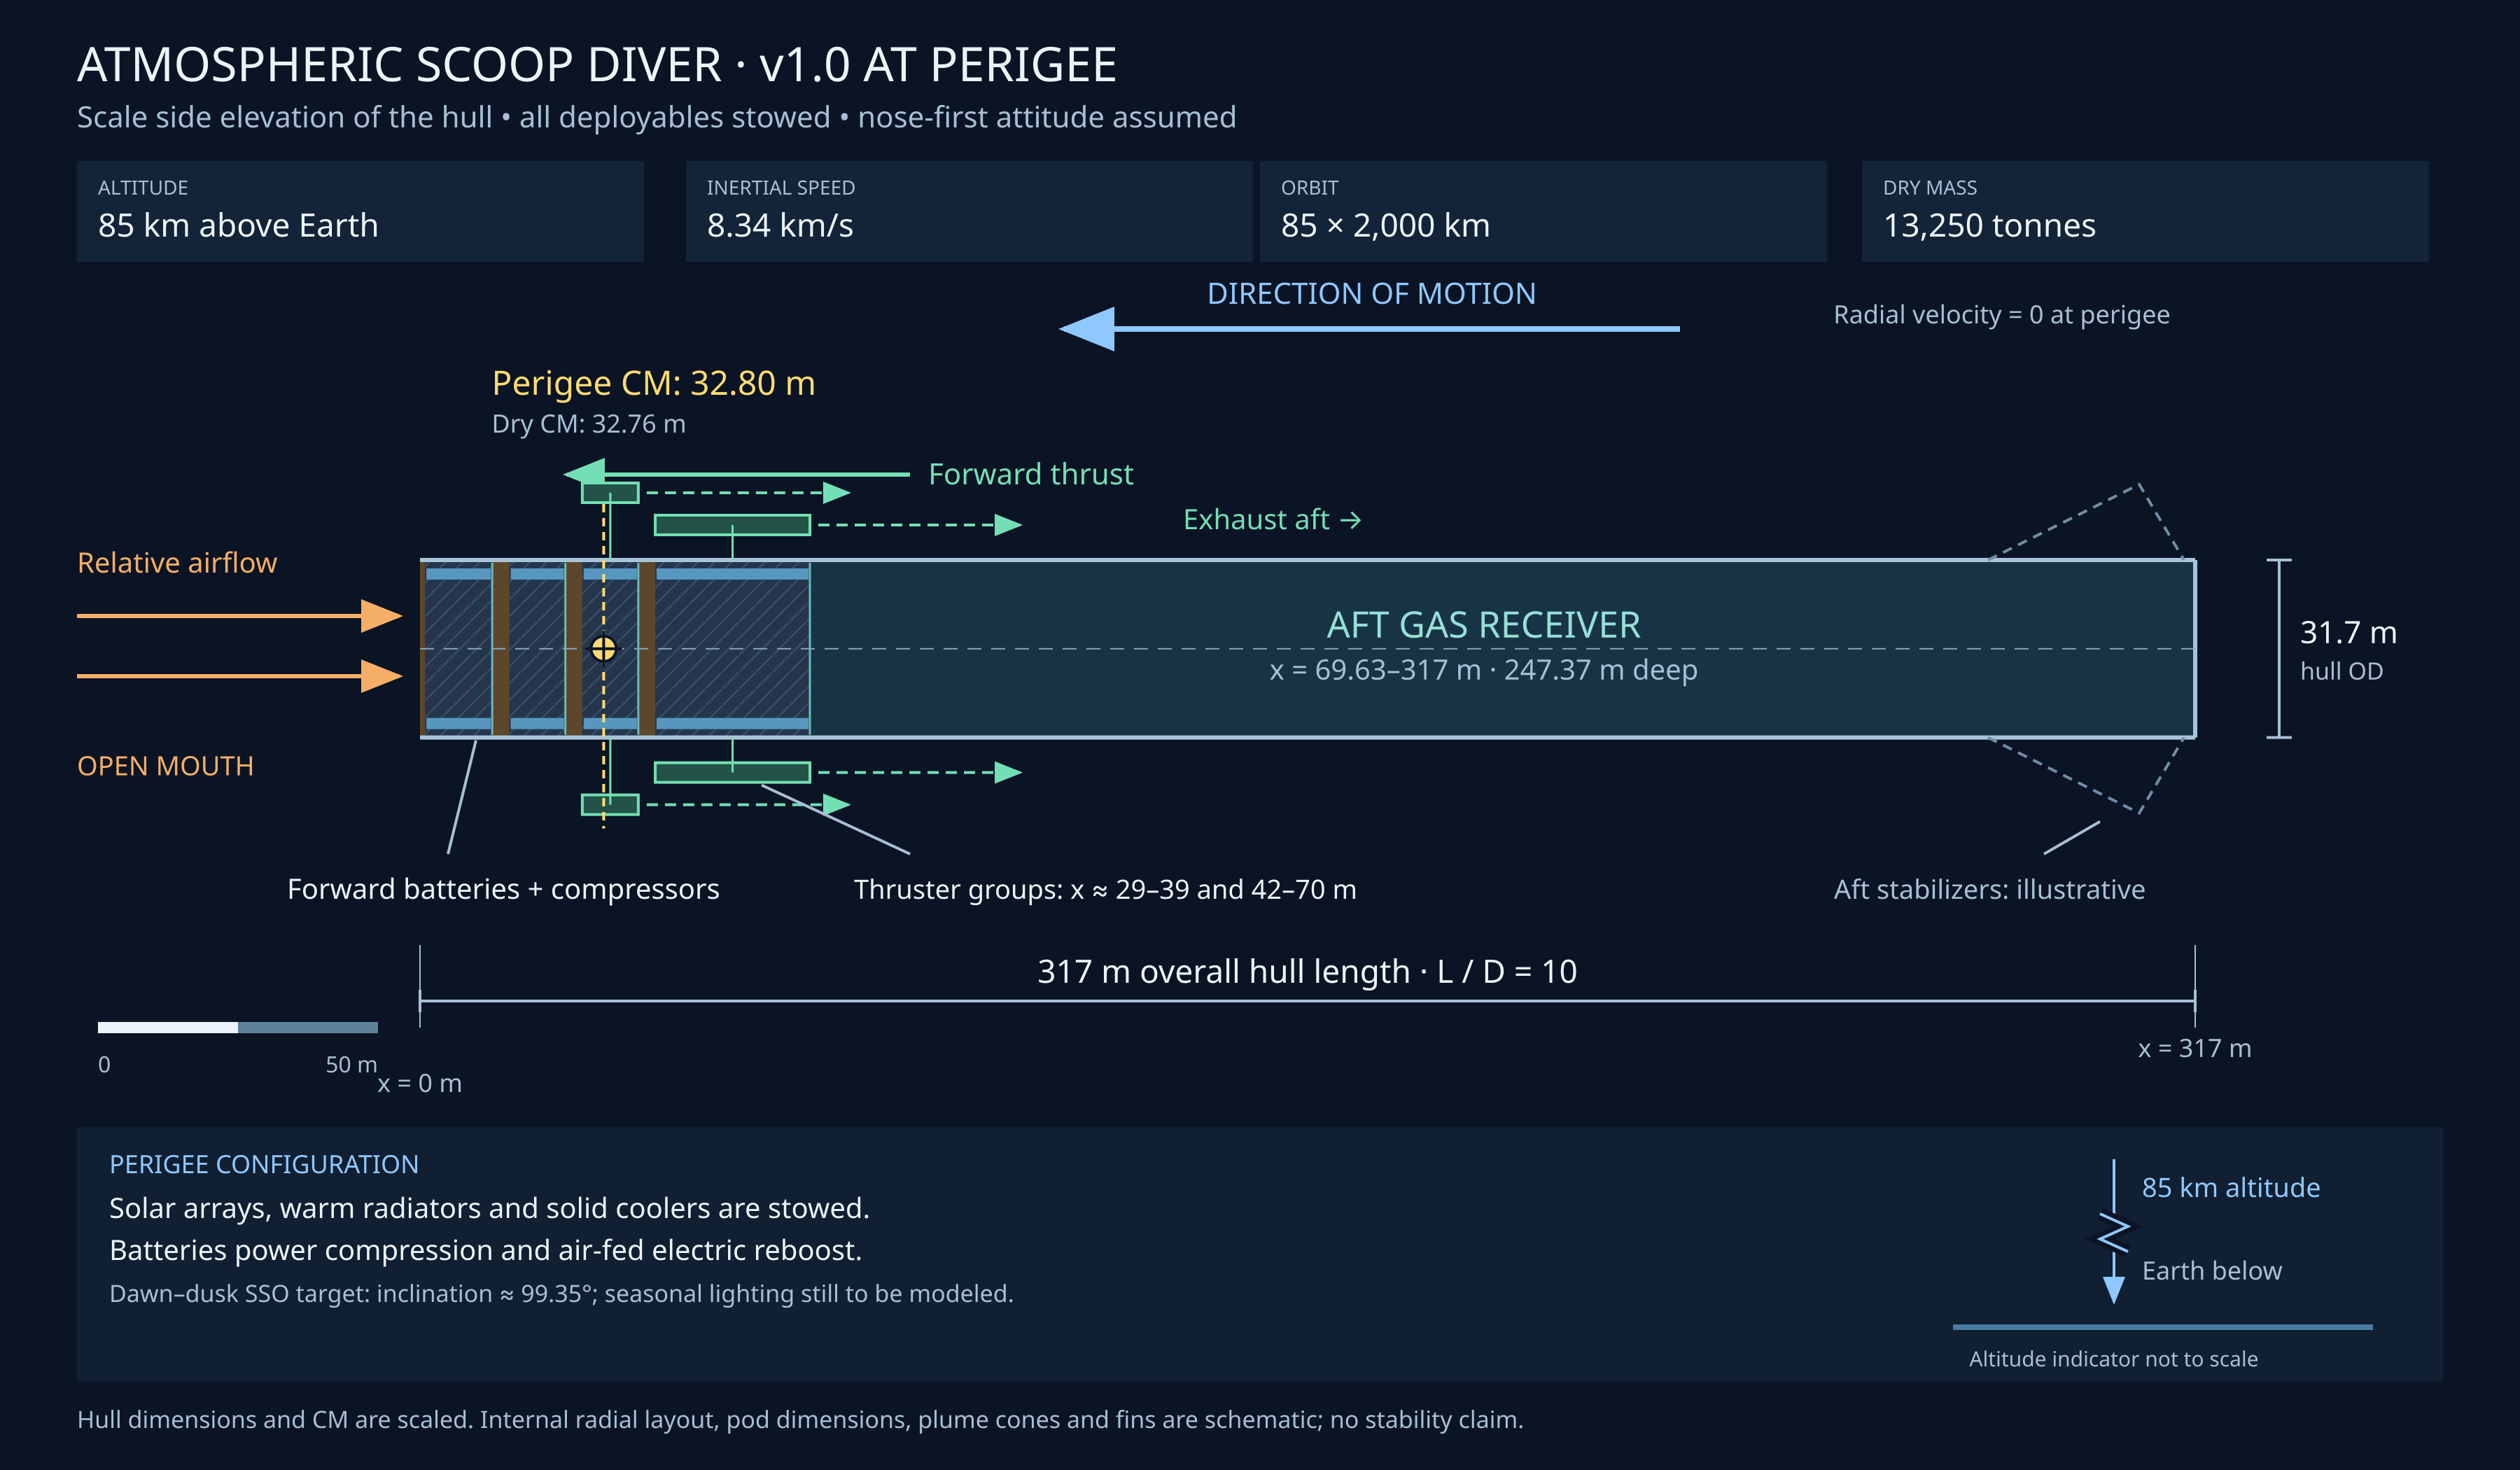 ATMOSPHERIC SCOOP DIVER · v1.0 AT PERIGEE
Scale side elevation of the hull • all deployables stowed • nose-first attitude assumed
ALTITUDE
85 km above Earth
INERTIAL SPEED
8.34 km/s
ORBIT
85 × 2,000 km
DRY MASS
13,250 tonnes
DIRECTION OF MOTION
Radial velocity = 0 at perigee
Perigee CM: 32.80 m
Dry CM: 32.76 m
Forward thrust
Exhaust aft →
Relative airflow
AFT GAS RECEIVER
x = 69.63–317 m · 247.37 m deep
31.7 m
hull OD
OPEN MOUTH
Forward batteries + compressors
Thruster groups: x ≈ 29–39 and 42–70 m
Aft stabilizers: illustrative
317 m overall hull length · L / D = 10
0
50 m
x = 0 m
x = 317 m
PERIGEE CONFIGURATION
Solar arrays, warm radiators and solid coolers are stowed.
Batteries power compression and air-fed electric reboost.
Dawn–dusk SSO target: inclination ≈ 99.35°; seasonal lighting still to be modeled.
85 km altitude
Earth below
Altitude indicator not to scale
Hull dimensions and CM are scaled. Internal radial layout, pod dimensions, plume cones and fins are schematic; no stability claim.